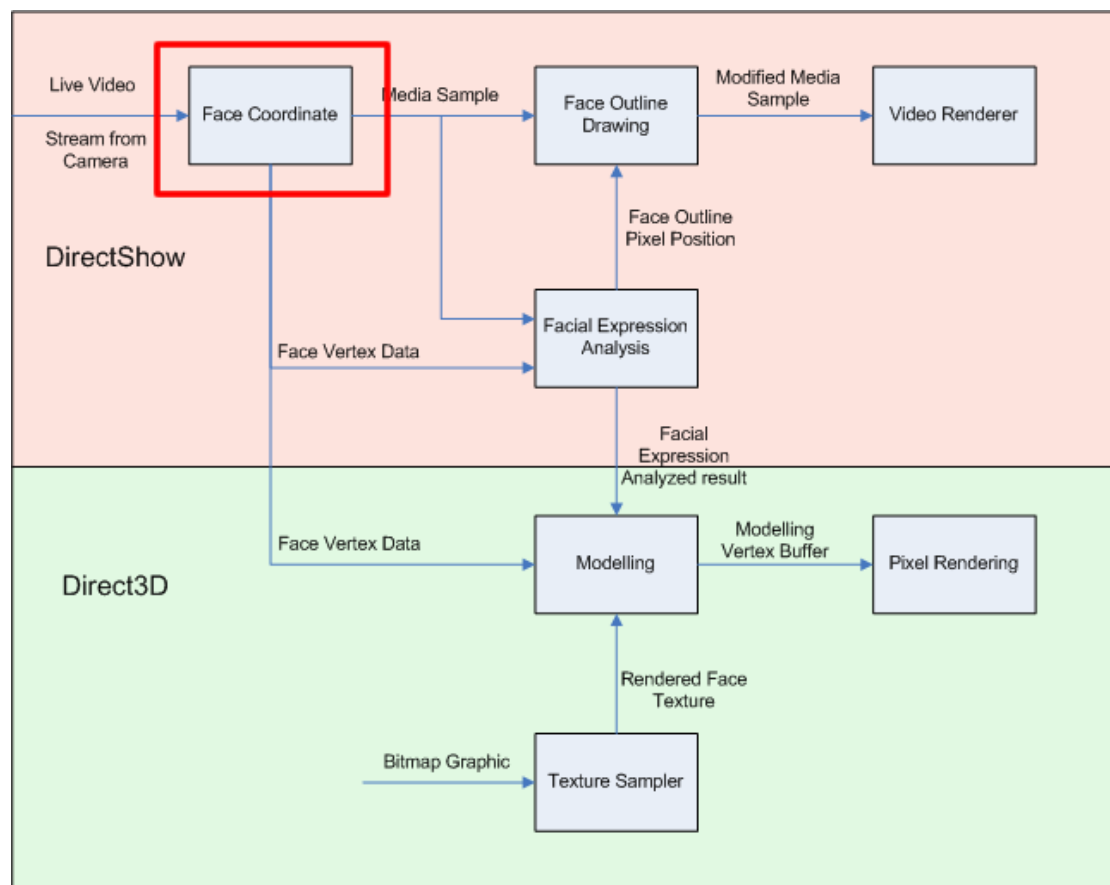 Live Video
Stream from
Camera
Face Coordinate
Media Sample
Face Outline
Drawing
Modified Media
Sample
Video Renderer
Face Outline
Pixel Position
DirectShow
Facial Expression
Analysis
Face Vertex Data
Facial
Expression
Analyzed result
Face Vertex Data
Modelling
Modelling
Vertex Buffer
Pixel Rendering
Direct3D
Rendered Face
Texture
Bitmap Graphic
Texture Sampler